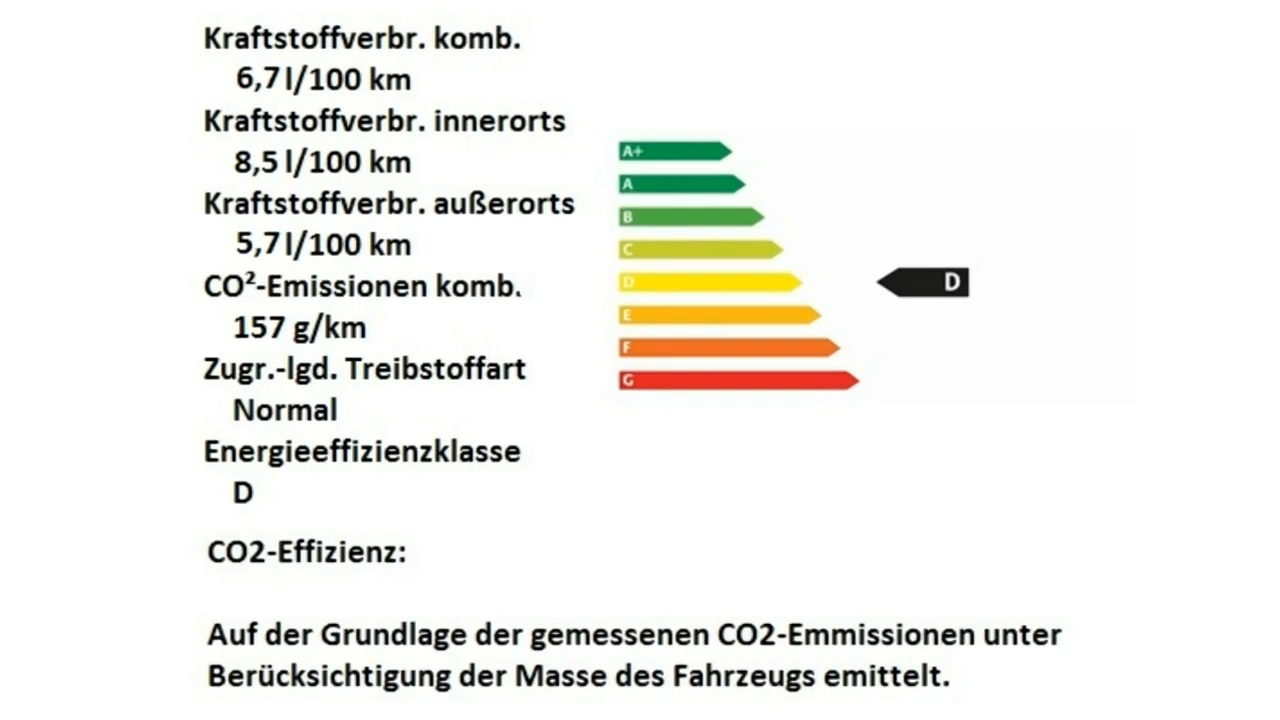 Kraftstoffverbr. komb.
6,7 l/100 km
Kraftstoffverbr. innerorts
8,5 l/100 km
Kraftstoffverbr. außerorts
5,7 l/100 km
CO²-Emissionen komb.
157 g/km
Zugr.-lgd. Treibstoffart
Normal
Energieeffizienzklasse
D
A+
A
B
C
D
D
E
F
G
CO2-Effizienz:
Auf der Grundlage der gemessenen CO2-Emmissionen unter
Berücksichtigung der Masse des Fahrzeugs emittelt.